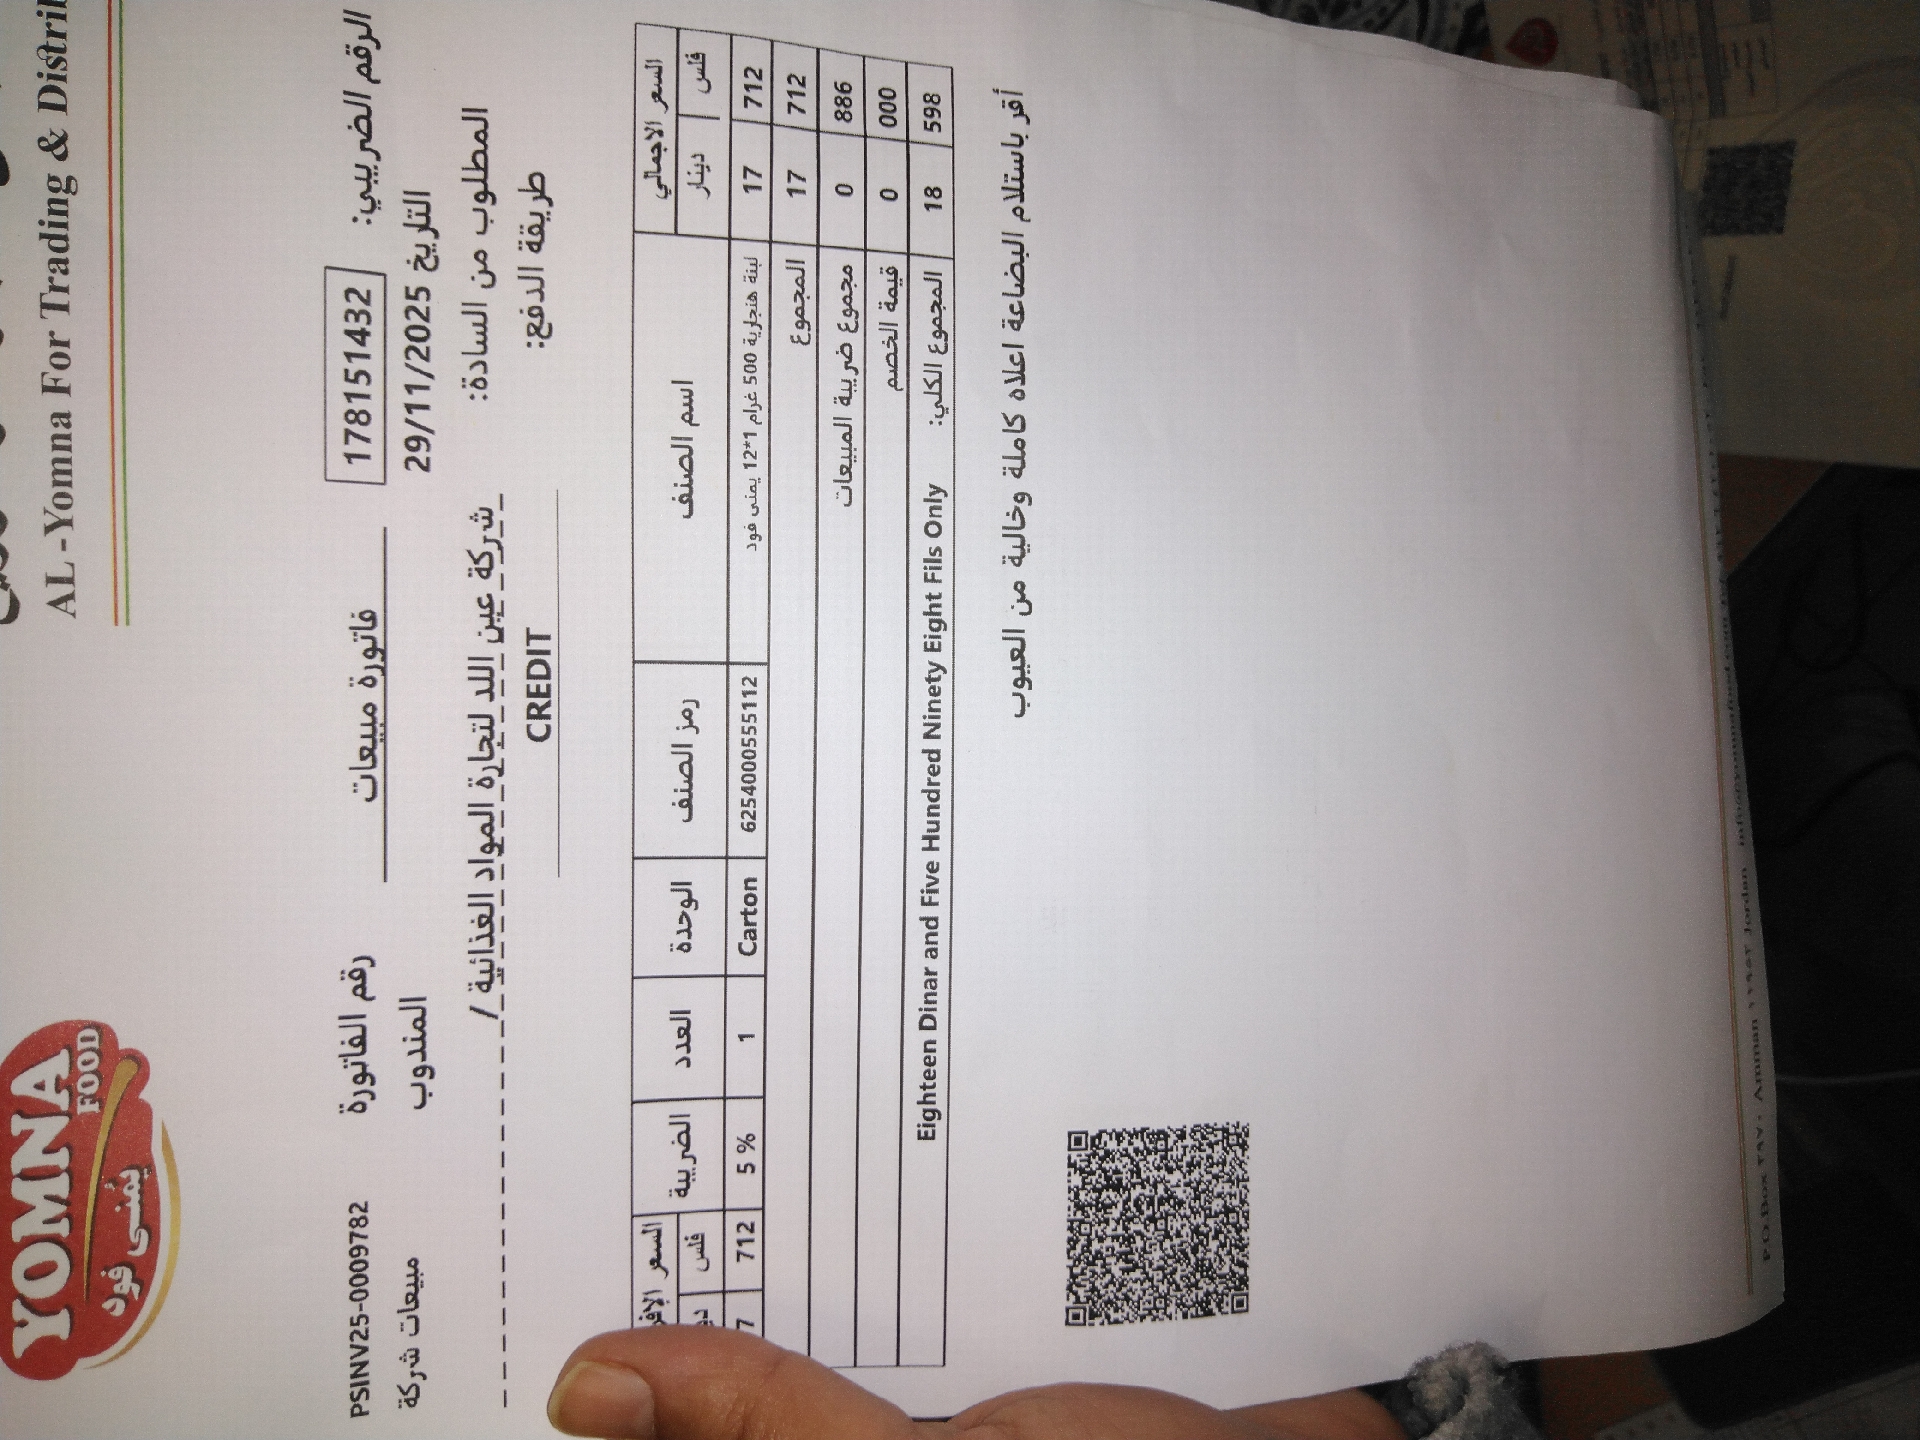 YOMNA
FOOD
يُمنى فود
AL -Yomna For Trading & Distrib
الرقم الضريبي: 178151432
فاتورة مبيعات
رقم الفاتورة PSINV25-0009782
التاريخ 29/11/2025
المندوب مبيعات شركة
المطلوب من السادة: شركة عين اللد لتجارة المواد الغذائية /
طريقة الدفع: CREDIT
السعر الاجمالي اسم الصنف رمز الصنف الوحدة العدد الضريبة السعر
دينار فلس فلس
17 712 لبنة هنجارية 500 غرام 1*12 يمنى فود 6254000555112 Carton 1 5 % 712 7
17 712 المجموع
0 886 مجموع ضريبة المبيعات
0 000 قيمة الخصم
18 598 المجموع الكلي: Eighteen Dinar and Five Hundred Ninety Eight Fils Only
أقر باستلام البضاعة اعلاه كاملة وخالية من العيوب